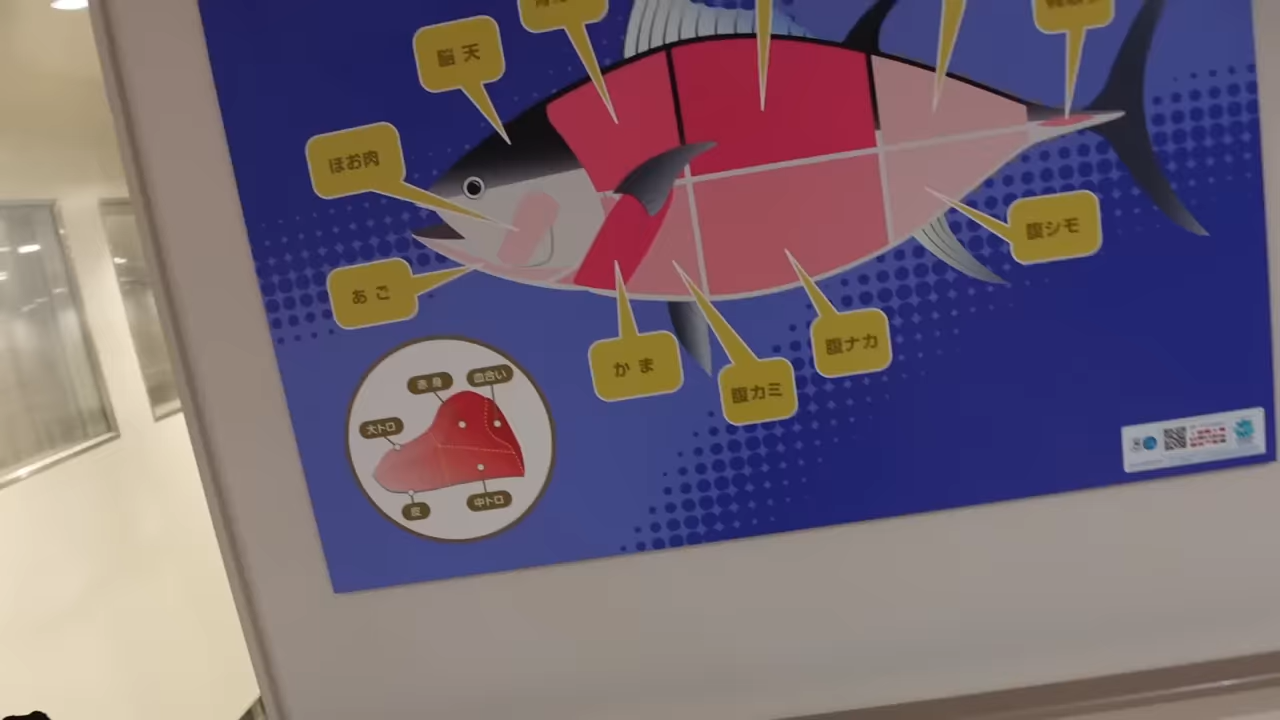 脳天
ほお肉
あご
かま
腹カミ
腹ナカ
腹シモ
赤身
血合い
大トロ
中トロ
皮